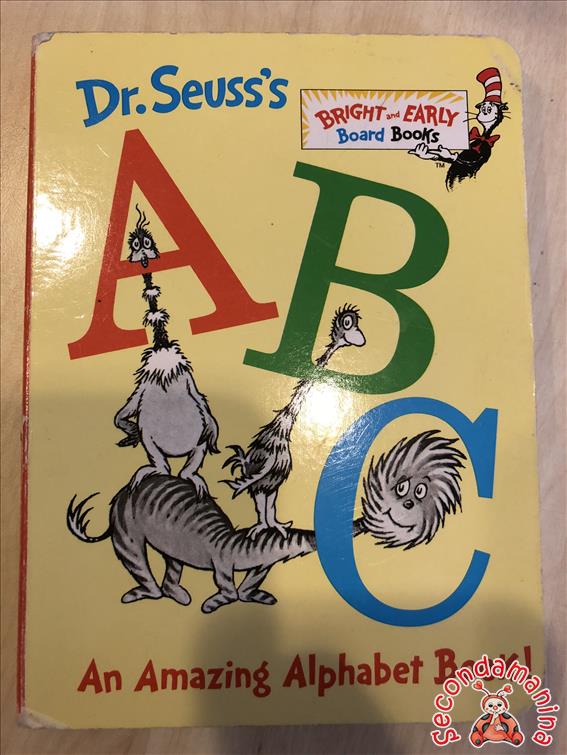 Dr. Seuss's
BRIGHT and EARLY
Board Books
TM
A
B
C
An Amazing Alphabet Book!
secondamanina